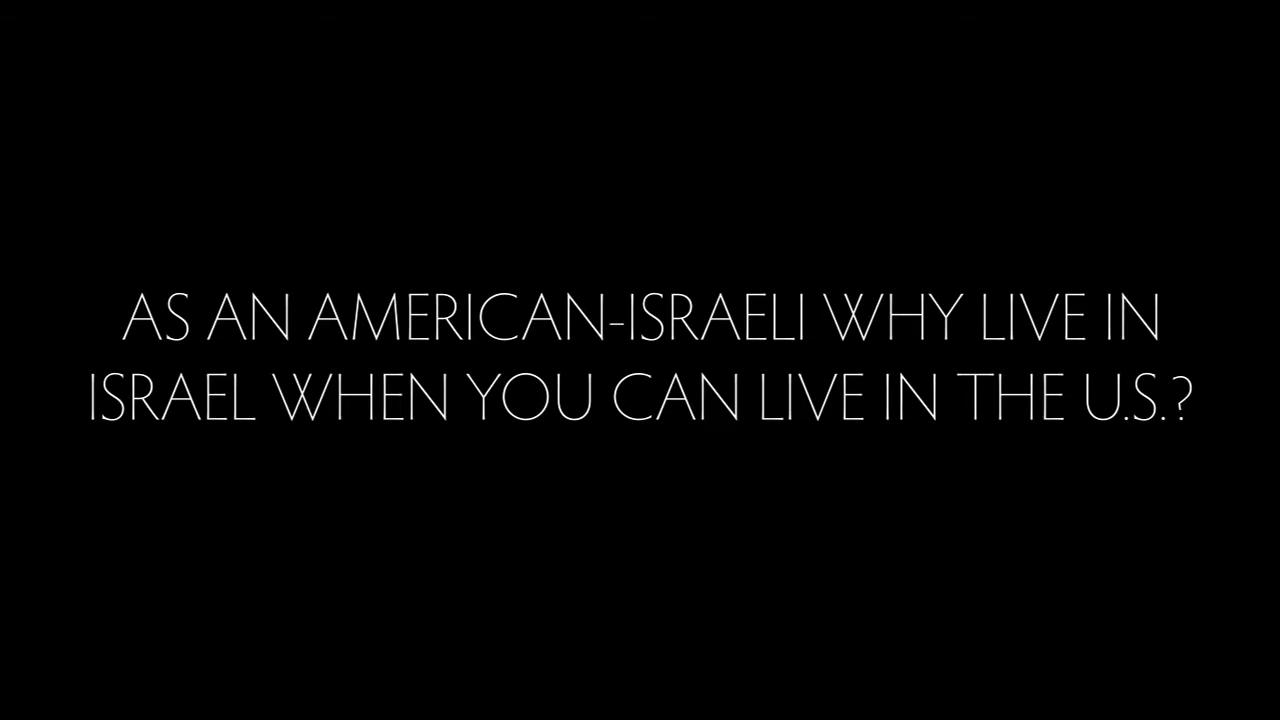 AS AN AMERICAN-ISRAELI WHY LIVE IN
ISRAEL WHEN YOU CAN LIVE IN THE U.S.?